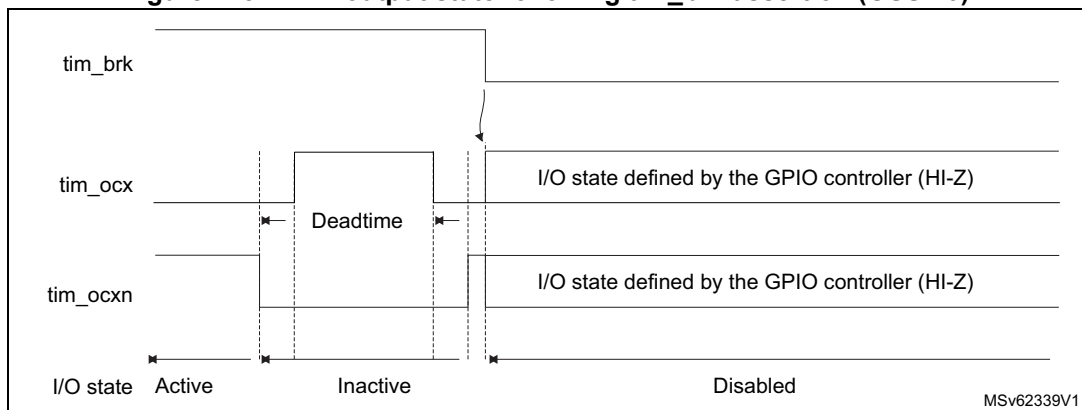 tim_brk
tim_ocx
I/O state defined by the GPIO controller (HI-Z)
Deadtime
tim_ocxn
I/O state defined by the GPIO controller (HI-Z)
I/O state Active Inactive Disabled
MSv62339V1